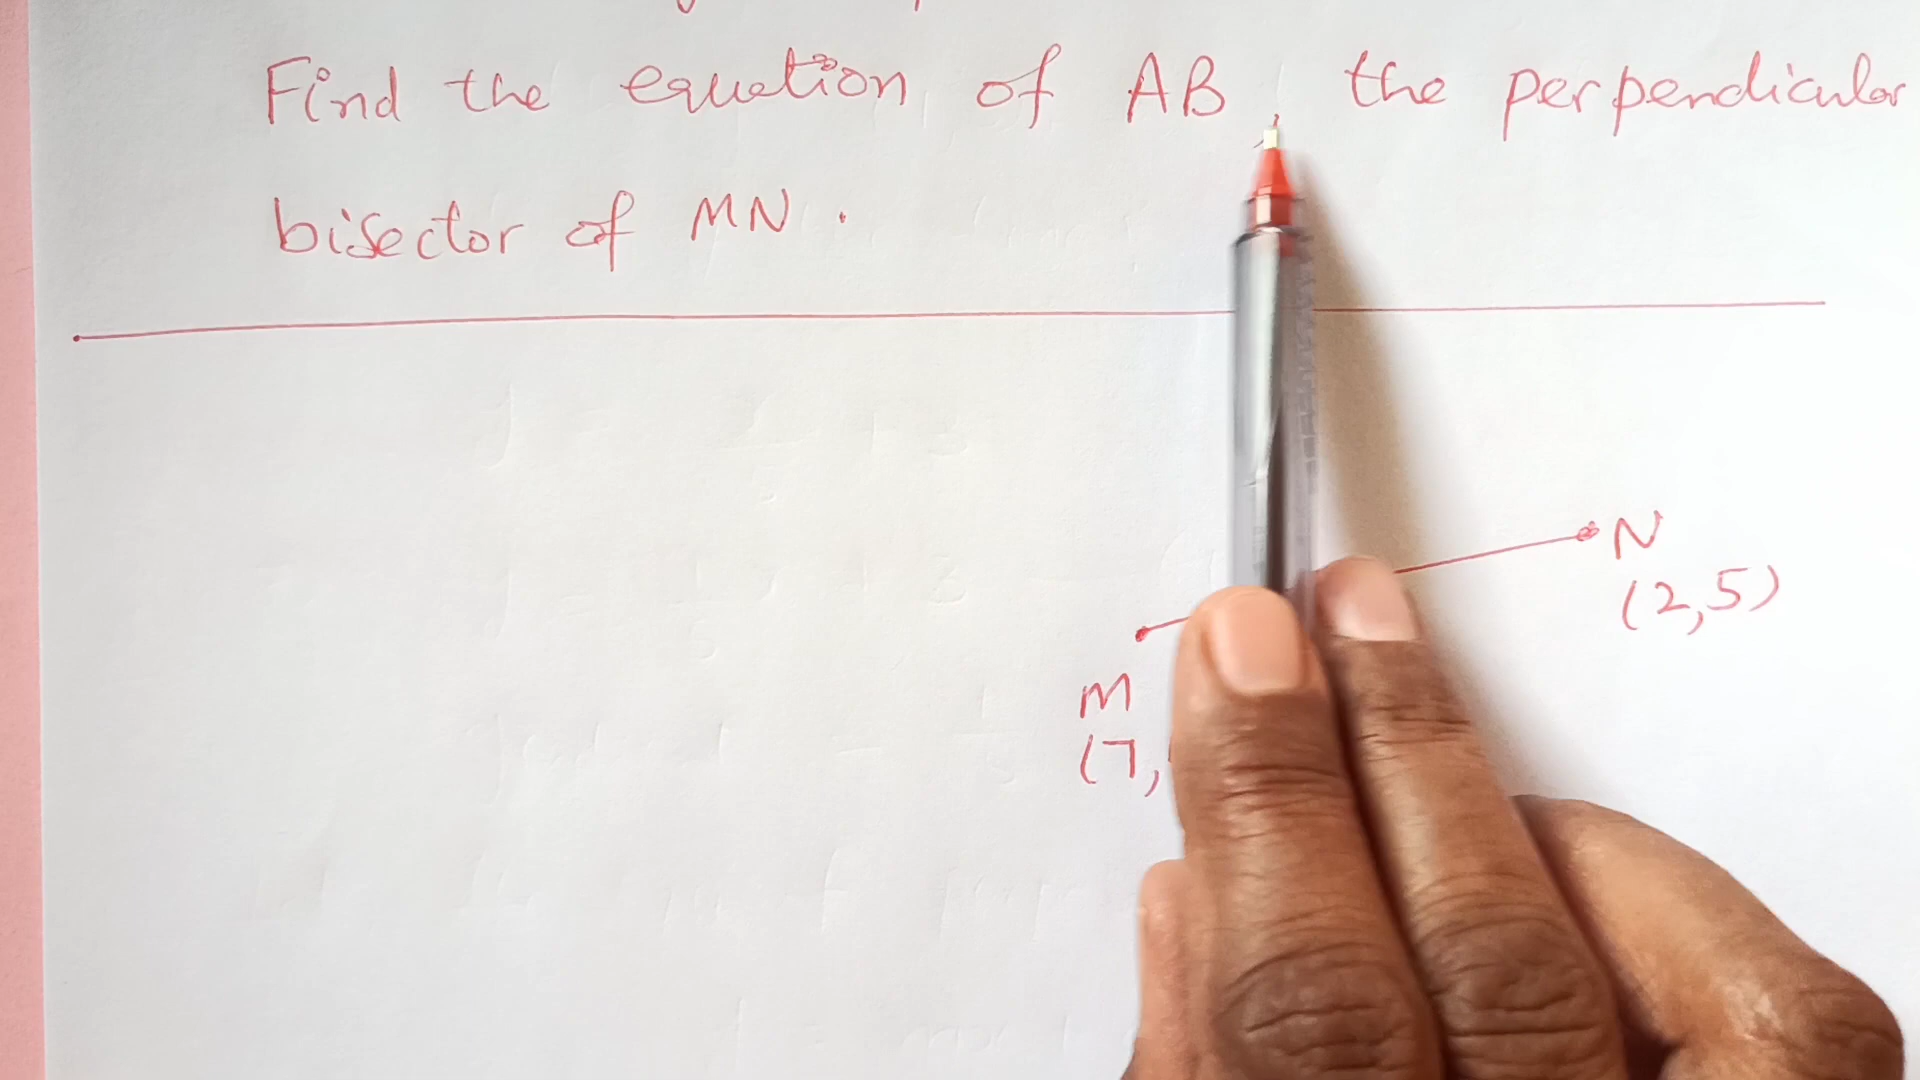 Find the equation of AB, the perpendicular
bisector of MN.
N
(2,5)
M
(7,